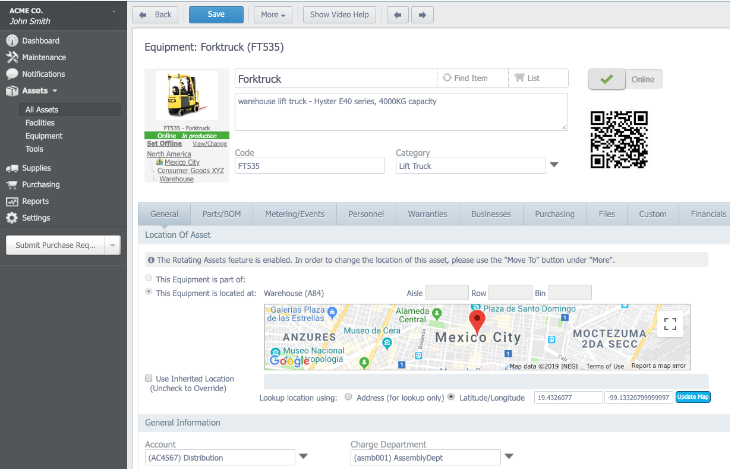 ACME CO.
John Smith
Back
Save
More
Show Video Help
Dashboard
Maintenance
Notifications
Assets
All Assets
Facilities
Equipment
Tools
Supplies
Purchasing
Reports
Settings
Submit Purchase Req...
Equipment: Forktruck (FT535)
FT535 - Forktruck
Online In production
Set Offline View/Change
North America
Mexico City
Consumer Goods XYZ
Warehouse
Forktruck
Find Item
List
Online
warehouse lift truck - Hyster E40 series, 4000KG capacity
Code
Category
FT535
Lift Truck
General
Parts/BOM
Metering/Events
Personnel
Warranties
Businesses
Purchasing
Files
Custom
Financials
Location Of Asset
The Rotating Assets feature is enabled. In order to change the location of this asset, please use the "Move To" button under "More".
This Equipment is part of:
This Equipment is located at: Warehouse (A84)
Aisle
Row
Bin
Galerías Plaza
de las Estrellas
Alameda
Central
Plaza de Santo Domingo
Museo de Cera
ANZURES
Mexico City
MOCTEZUMA
2DA SECC
Museo Nacional
de Antropología
Google
Map data ©2019 INEGI
Terms of Use
Report a map error
Use Inherited Location
(Uncheck to Override)
Lookup location using:
Address (for lookup only)
Latitude/Longitude
19.4326077
-99.13320799999997
Update Map
General Information
Account
Charge Department
(AC4567) Distribution
(asmb001) AssemblyDept